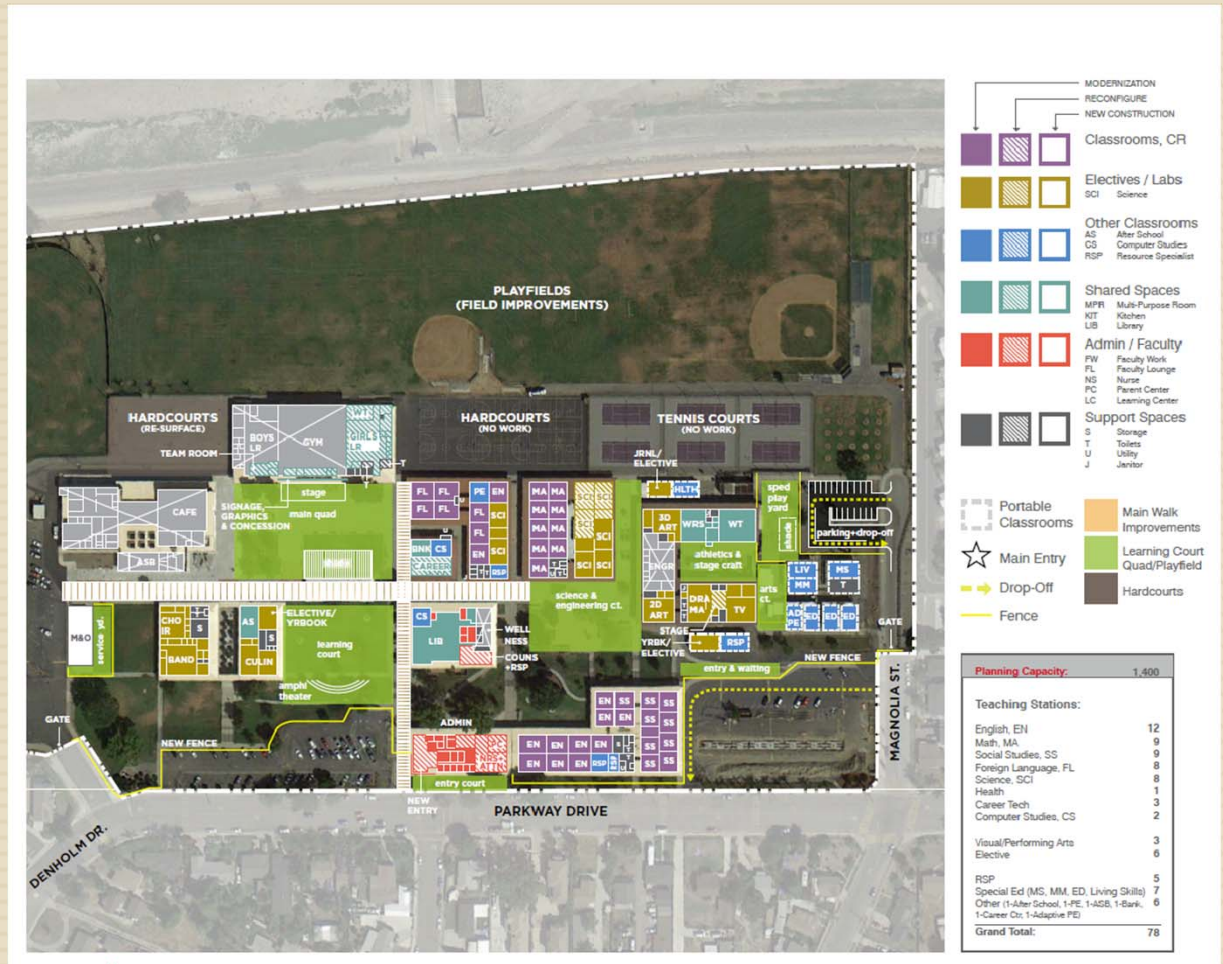 MODERNIZATION
RECONFIGURE
NEW CONSTRUCTION
Classrooms, CR
Electives / Labs
SCI Science
Other Classrooms
AS After School
CS Computer Studies
RSP Resource Specialist
Shared Spaces
MPR Multi-Purpose Room
KIT Kitchen
LIB Library
Admin / Faculty
FW Faculty Work
FL Faculty Lounge
NS Nurse
PC Parent Center
LC Learning Center
Support Spaces
S Storage
T Toilets
U Utility
J Janitor
Portable Classrooms
Main Entry
Drop-Off
Fence
Main Walk Improvements
Learning Court Quad/Playfield
Hardcourts
PLAYFIELDS
(FIELD IMPROVEMENTS)
HARDCOURTS
(RE-SURFACE)
HARDCOURTS
(NO WORK)
TENNIS COURTS
(NO WORK)
TEAM ROOM
BOYS LR
GYM
WT
GIRLS LR
T
SIGNAGE, GRAPHICS & CONCESSION
stage
main quad
CAFE
ASB
FL FL
FL FL
U
BNK CS
CAREER
PE EN
FL SCI
FL
EN SCI
T T RSP
MA MA
MA MA
MA MA
MA MA
MA
SCI SCI
SCI
SCI
SCI SCI
JRNL/
ELECTIVE
HLTH
3D ART
WRS
WT
ENGR
athletics & stage craft
2D ART
DRAMA
TV
STAGE
YRBK/
ELECTIVE
RSP
sped play yard
shade
parking+drop-off
arts ct.
LIV
MM
MS
T
AD PE
ED ED ED
GATE
science & engineering ct.
M&O
service yd.
CHOIR
S
BAND
AS
S
CULIN
ELECTIVE/
YRBOOK
learning court
amphi theater
CS
LIB
WELLNESS
COUNS
+RSP
entry & waiting
NEW FENCE
MAGNOLIA ST.
GATE
NEW FENCE
ADMIN
EN SS
EN EN
SS SS
SS
SS SS
SS SS
EN EN EN EN
EN EN EN RSP RSP
S
entry court
NEW ENTRY
PARKWAY DRIVE
DENHOLM DR.
Planning Capacity: 1,400
Teaching Stations:
English, EN 12
Math, MA 9
Social Studies, SS 9
Foreign Language, FL 8
Science, SCI 8
Health 1
Career Tech 3
Computer Studies, CS 2
Visual/Performing Arts 3
Elective 6
RSP 5
Special Ed (MS, MM, ED, Living Skills) 7
Other (1-After School, 1-PE, 1-ASB, 1-Bank, 6
1-Career Ctr, 1-Adaptive PE)
Grand Total: 78